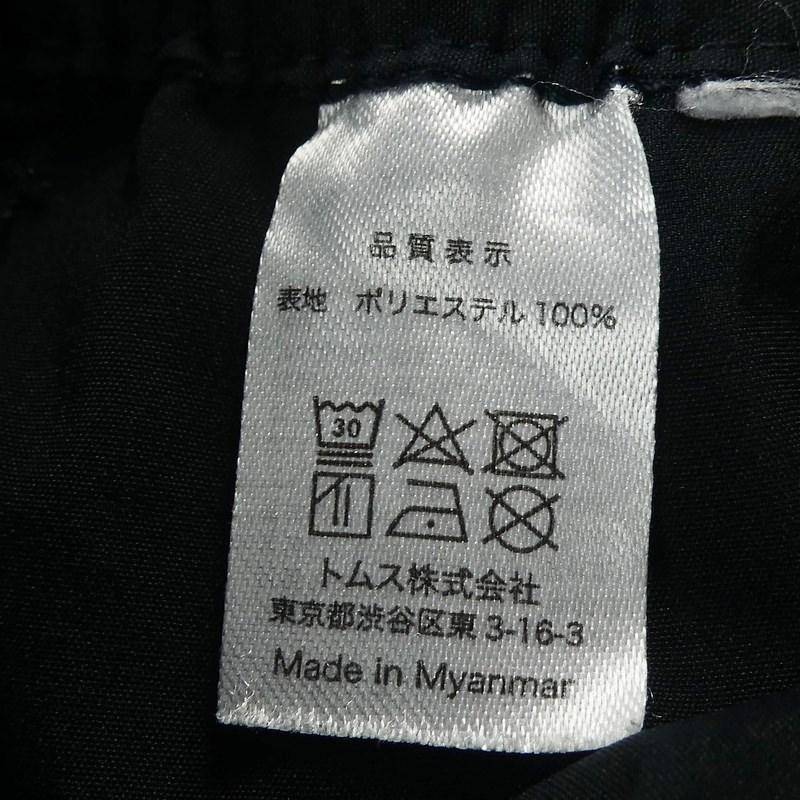 品質表示
表地 ポリエステル 100%
30
トムス株式会社
東京都渋谷区東 3-16-3
Made in Myanmar